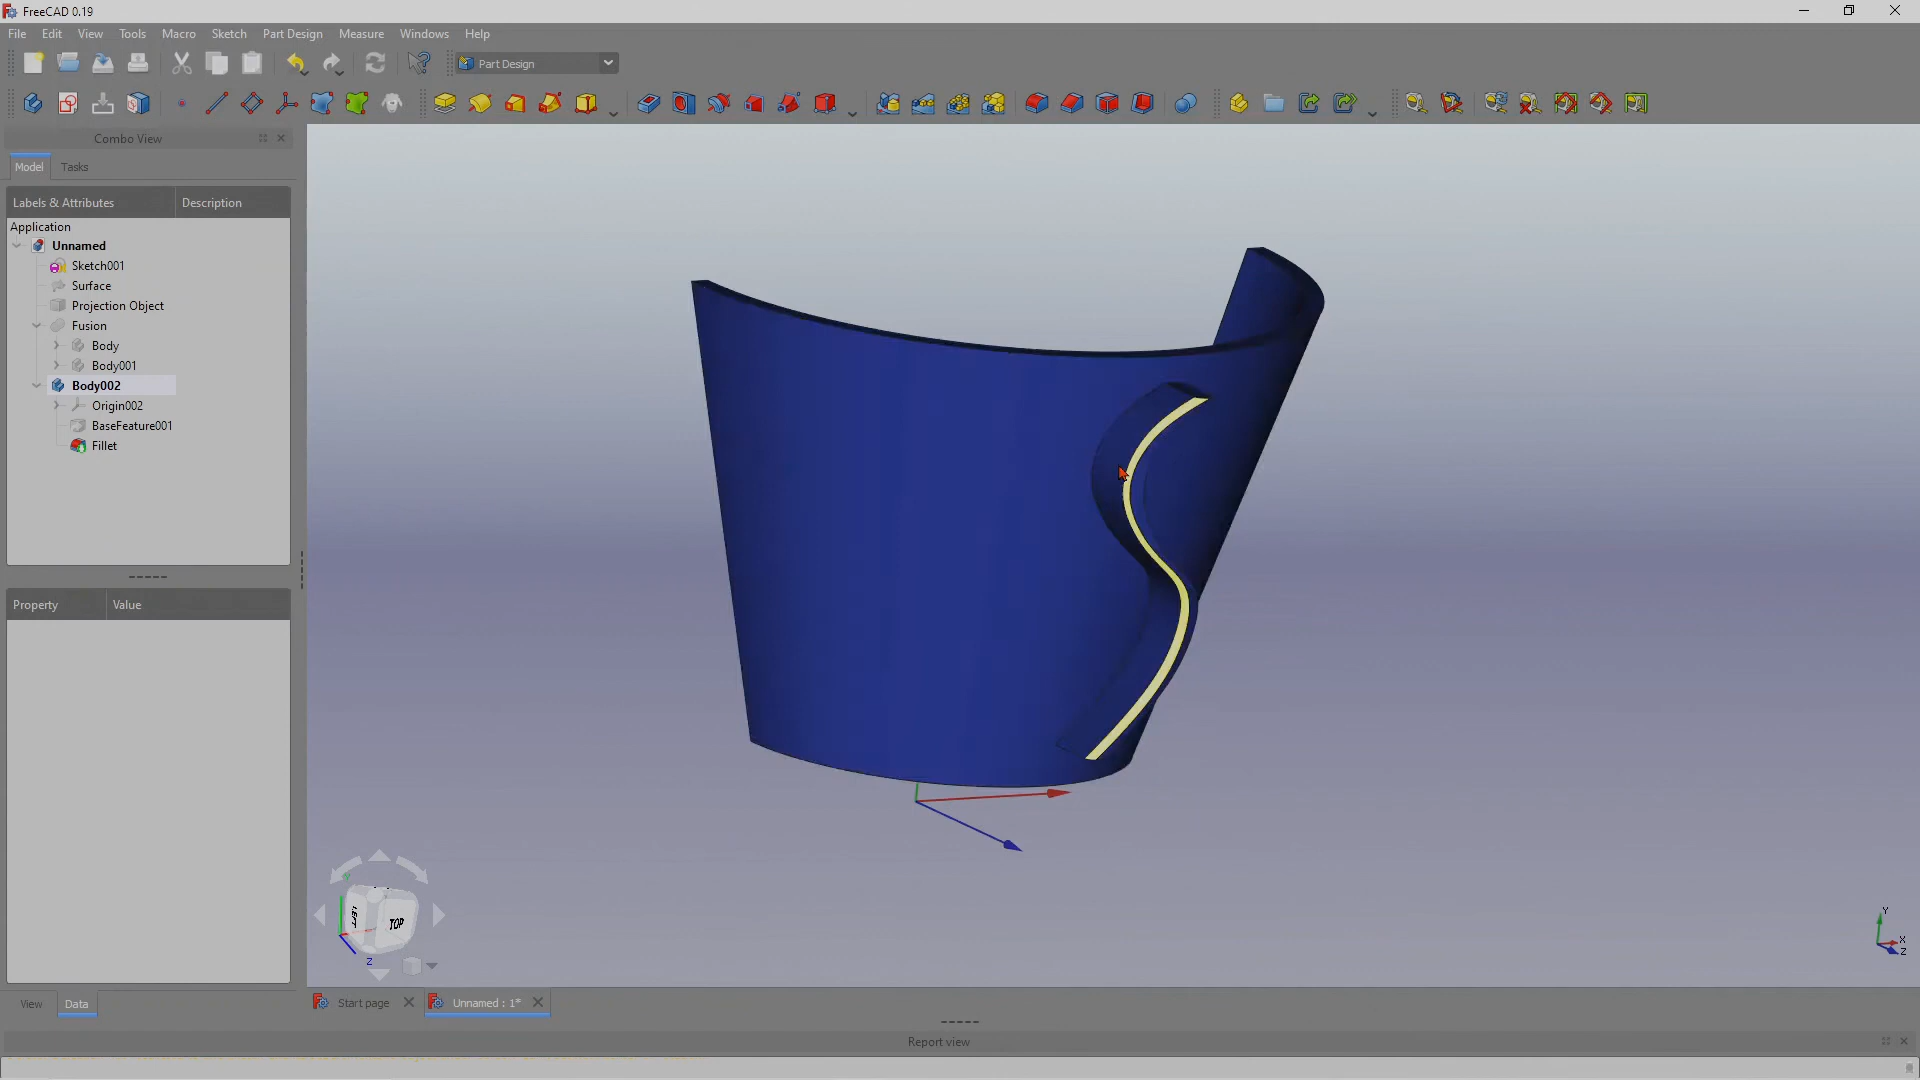 FreeCAD 0.19
File Edit View Tools Macro Sketch Part Design Measure Windows Help
Part Design
Combo View
Model Tasks
Labels & Attributes Description
Application
Unnamed
Sketch001
Surface
Projection Object
Fusion
Body
Body001
Body002
Origin002
BaseFeature001
Fillet
Property Value
LEFT TOP
Y
Z
Y
X
Z
View Data
Start page Unnamed : 1*
Report view